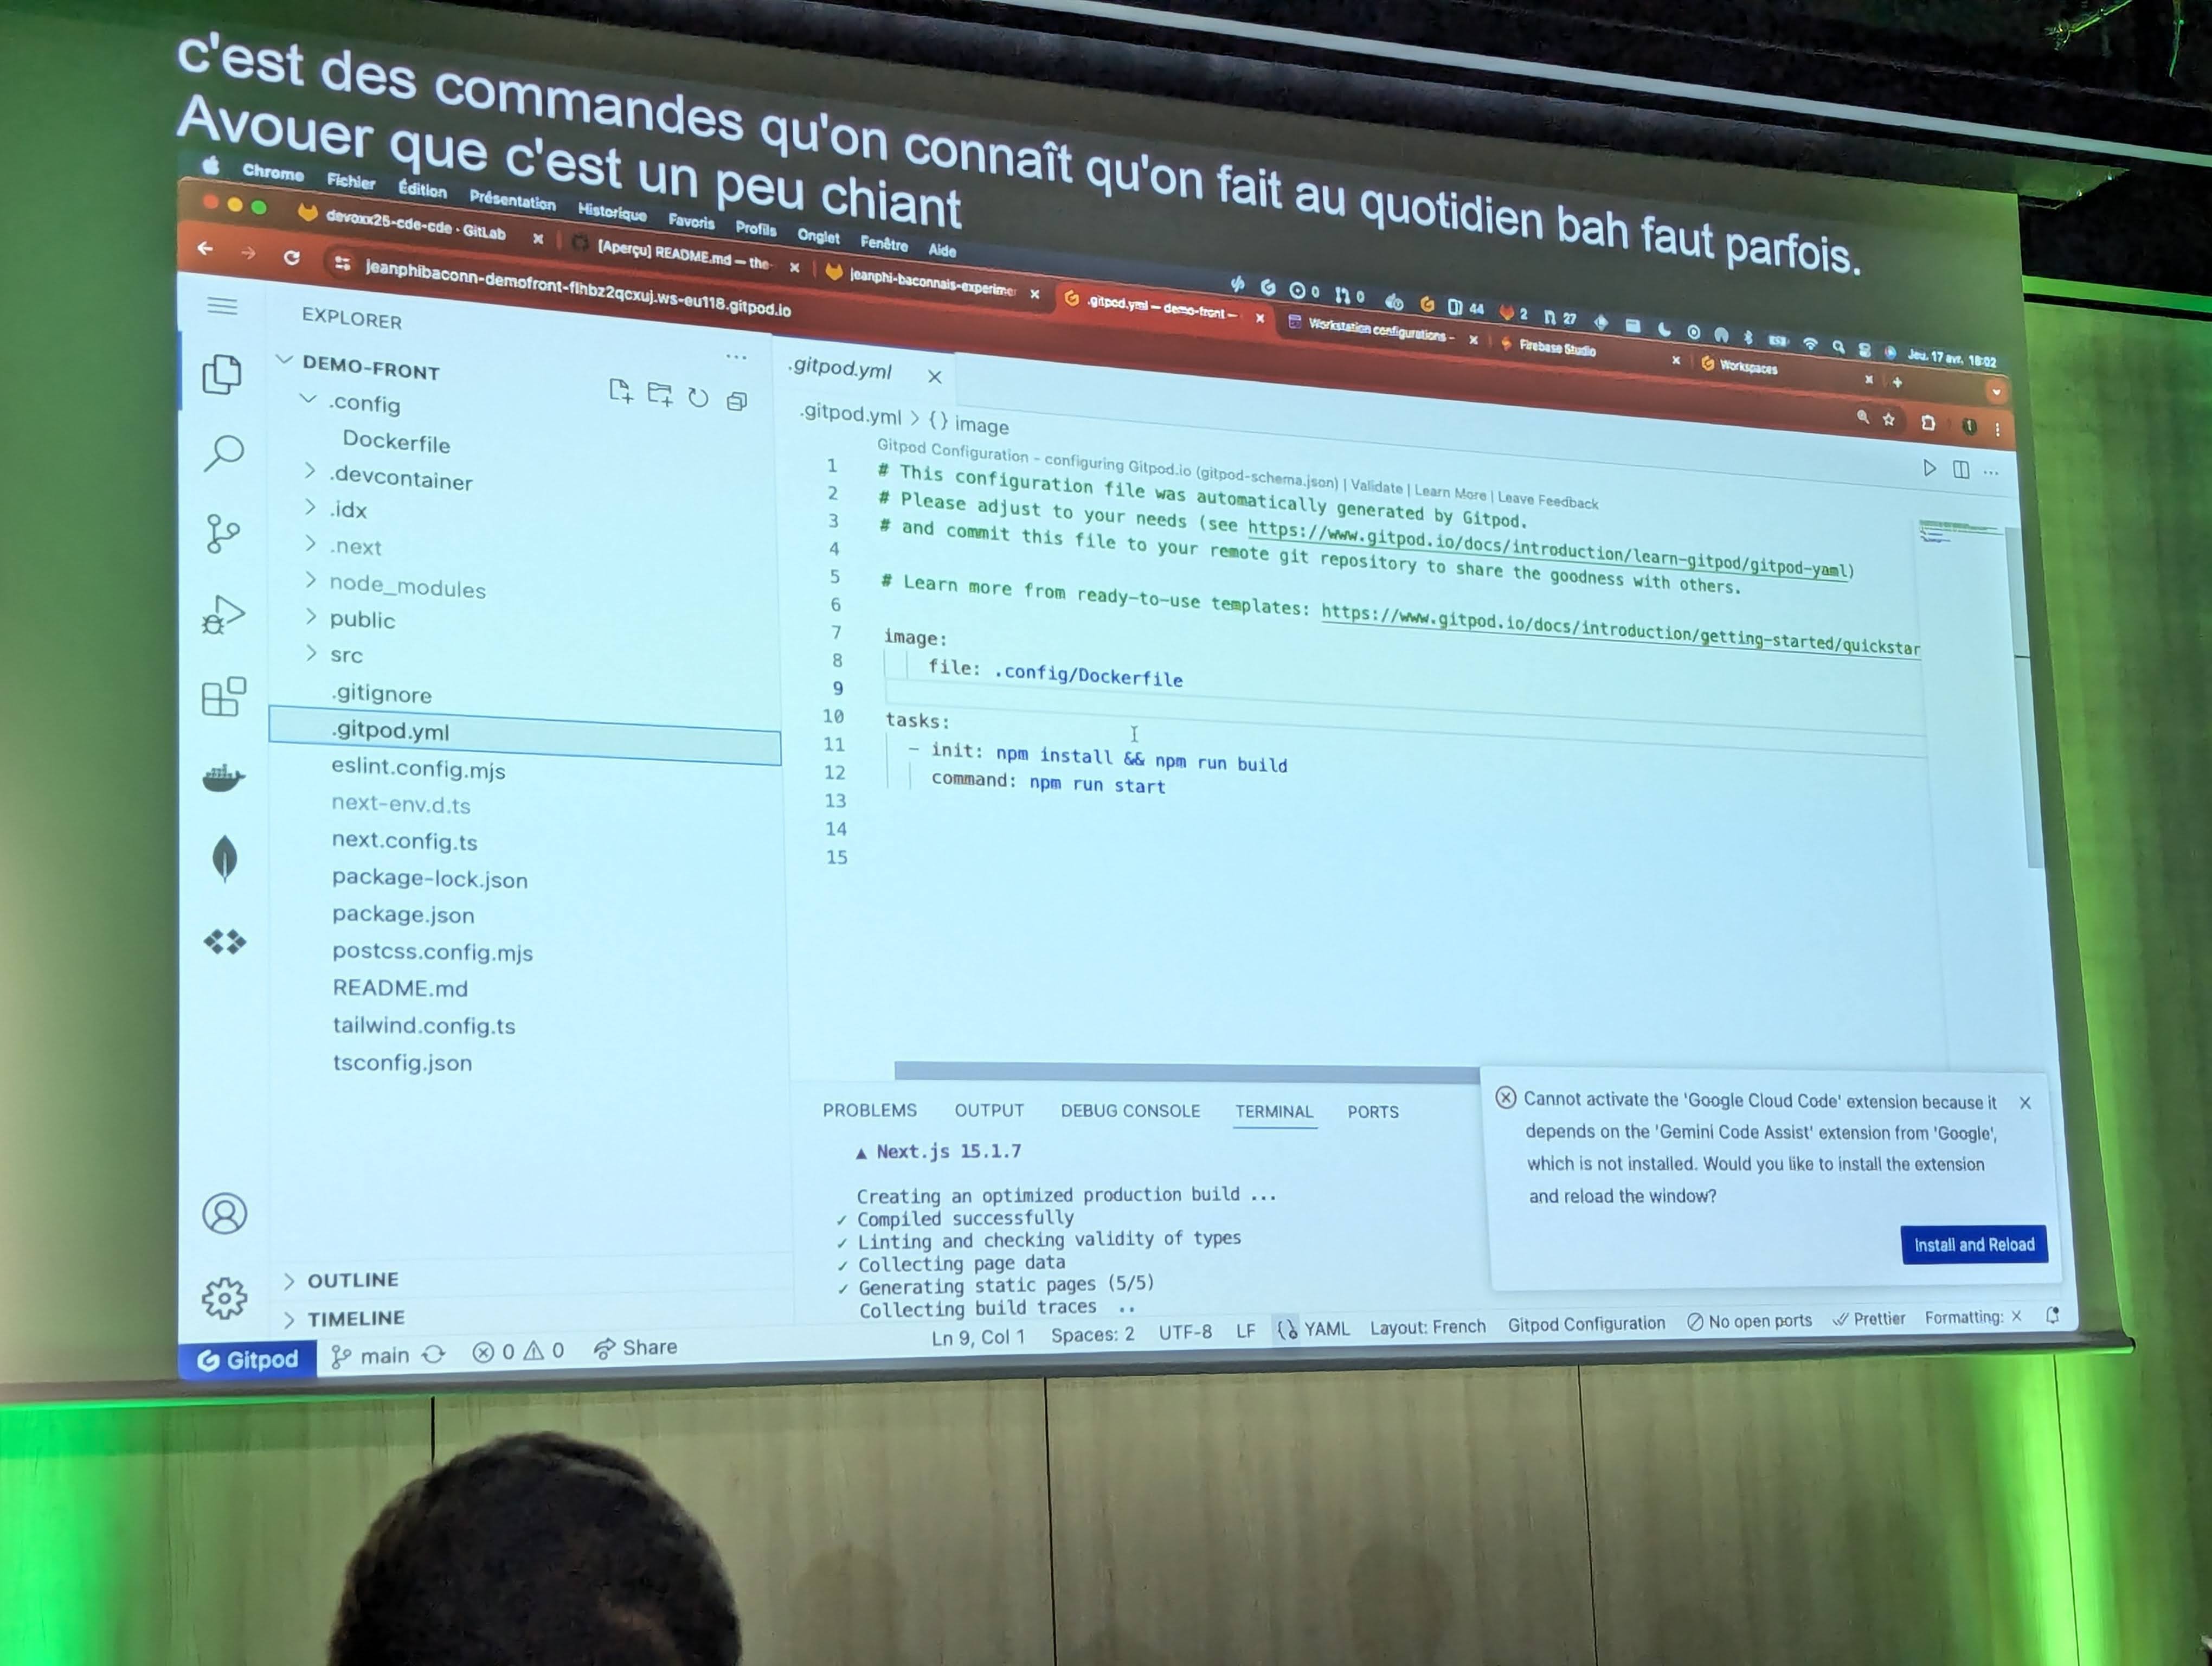 c'est des commandes qu'on connaît qu'on fait au quotidien bah faut parfois.
Avouer que c'est un peu chiant
Chrome Fichier Édition Présentation Historique Favoris Profils Onglet Fenêtre Aide
0 0 44 2 27 Jeu. 17 avr. 18:02
devoxx25-cde-cde · GitLab
[Aperçu] README.md — the-
jeanphi-baconnais-experime
.gitpod.yml — demo-front —
Workstation configurations –
Firebase Studio
Workspaces
jeanphibaconn-demofront-flhbz2qcxuj.ws-eu118.gitpod.io
EXPLORER
DEMO-FRONT
.config
Dockerfile
.devcontainer
.idx
.next
node_modules
public
src
.gitignore
.gitpod.yml
eslint.config.mjs
next-env.d.ts
next.config.ts
package-lock.json
package.json
postcss.config.mjs
README.md
tailwind.config.ts
tsconfig.json
OUTLINE
TIMELINE
.gitpod.yml
.gitpod.yml > {} image
Gitpod Configuration - configuring Gitpod.io (gitpod-schema.json) | Validate | Learn More | Leave Feedback
1 # This configuration file was automatically generated by Gitpod.
2 # Please adjust to your needs (see https://www.gitpod.io/docs/introduction/learn-gitpod/gitpod-yaml)
3 # and commit this file to your remote git repository to share the goodness with others.
4
5 # Learn more from ready-to-use templates: https://www.gitpod.io/docs/introduction/getting-started/quickstar
6
7 image:
8 file: .config/Dockerfile
9
10 tasks:
11 - init: npm install && npm run build
12 command: npm run start
13
14
15
PROBLEMS OUTPUT DEBUG CONSOLE TERMINAL PORTS
▲ Next.js 15.1.7
Creating an optimized production build ...
✓ Compiled successfully
✓ Linting and checking validity of types
✓ Collecting page data
✓ Generating static pages (5/5)
Collecting build traces ..
Cannot activate the 'Google Cloud Code' extension because it
depends on the 'Gemini Code Assist' extension from 'Google',
which is not installed. Would you like to install the extension
and reload the window?
Install and Reload
Gitpod main 0 0 Share
Ln 9, Col 1 Spaces: 2 UTF-8 LF YAML Layout: French Gitpod Configuration No open ports Prettier Formatting: ×